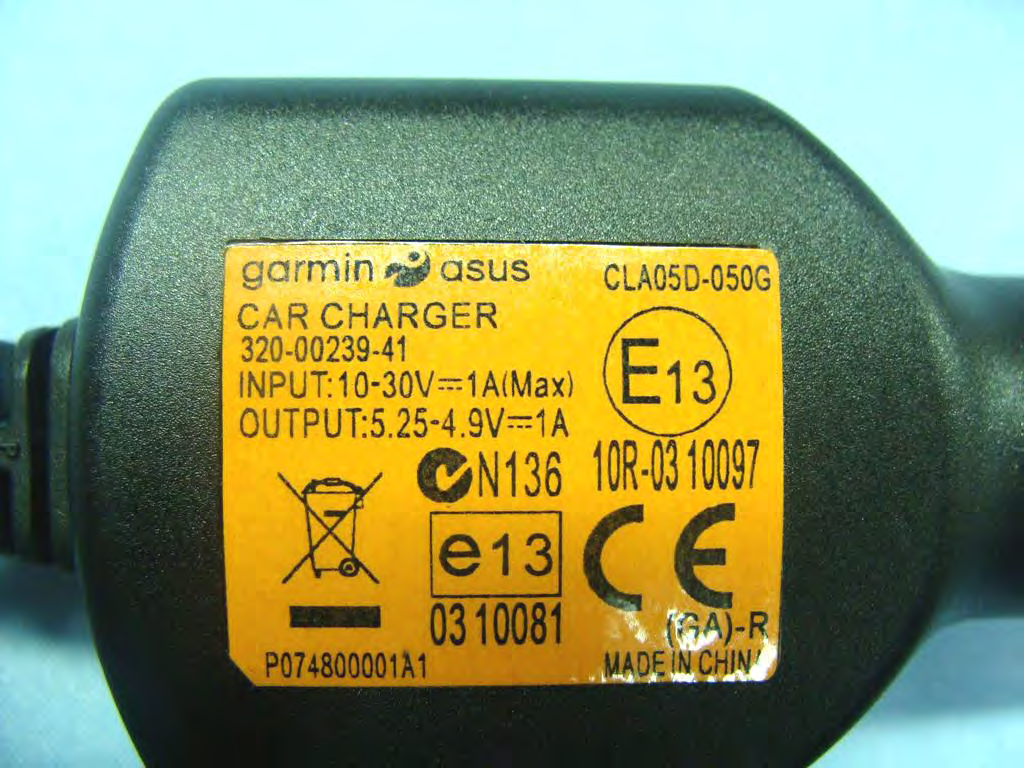 garmin asus
CLA05D-050G
CAR CHARGER
320-00239-41
INPUT:10-30V⎓1A(Max)
OUTPUT:5.25-4.9V⎓1A
E13
10R-03 10097
N136
e13
03 10081
CE
(GA)-R
P074800001A1
MADE IN CHINA